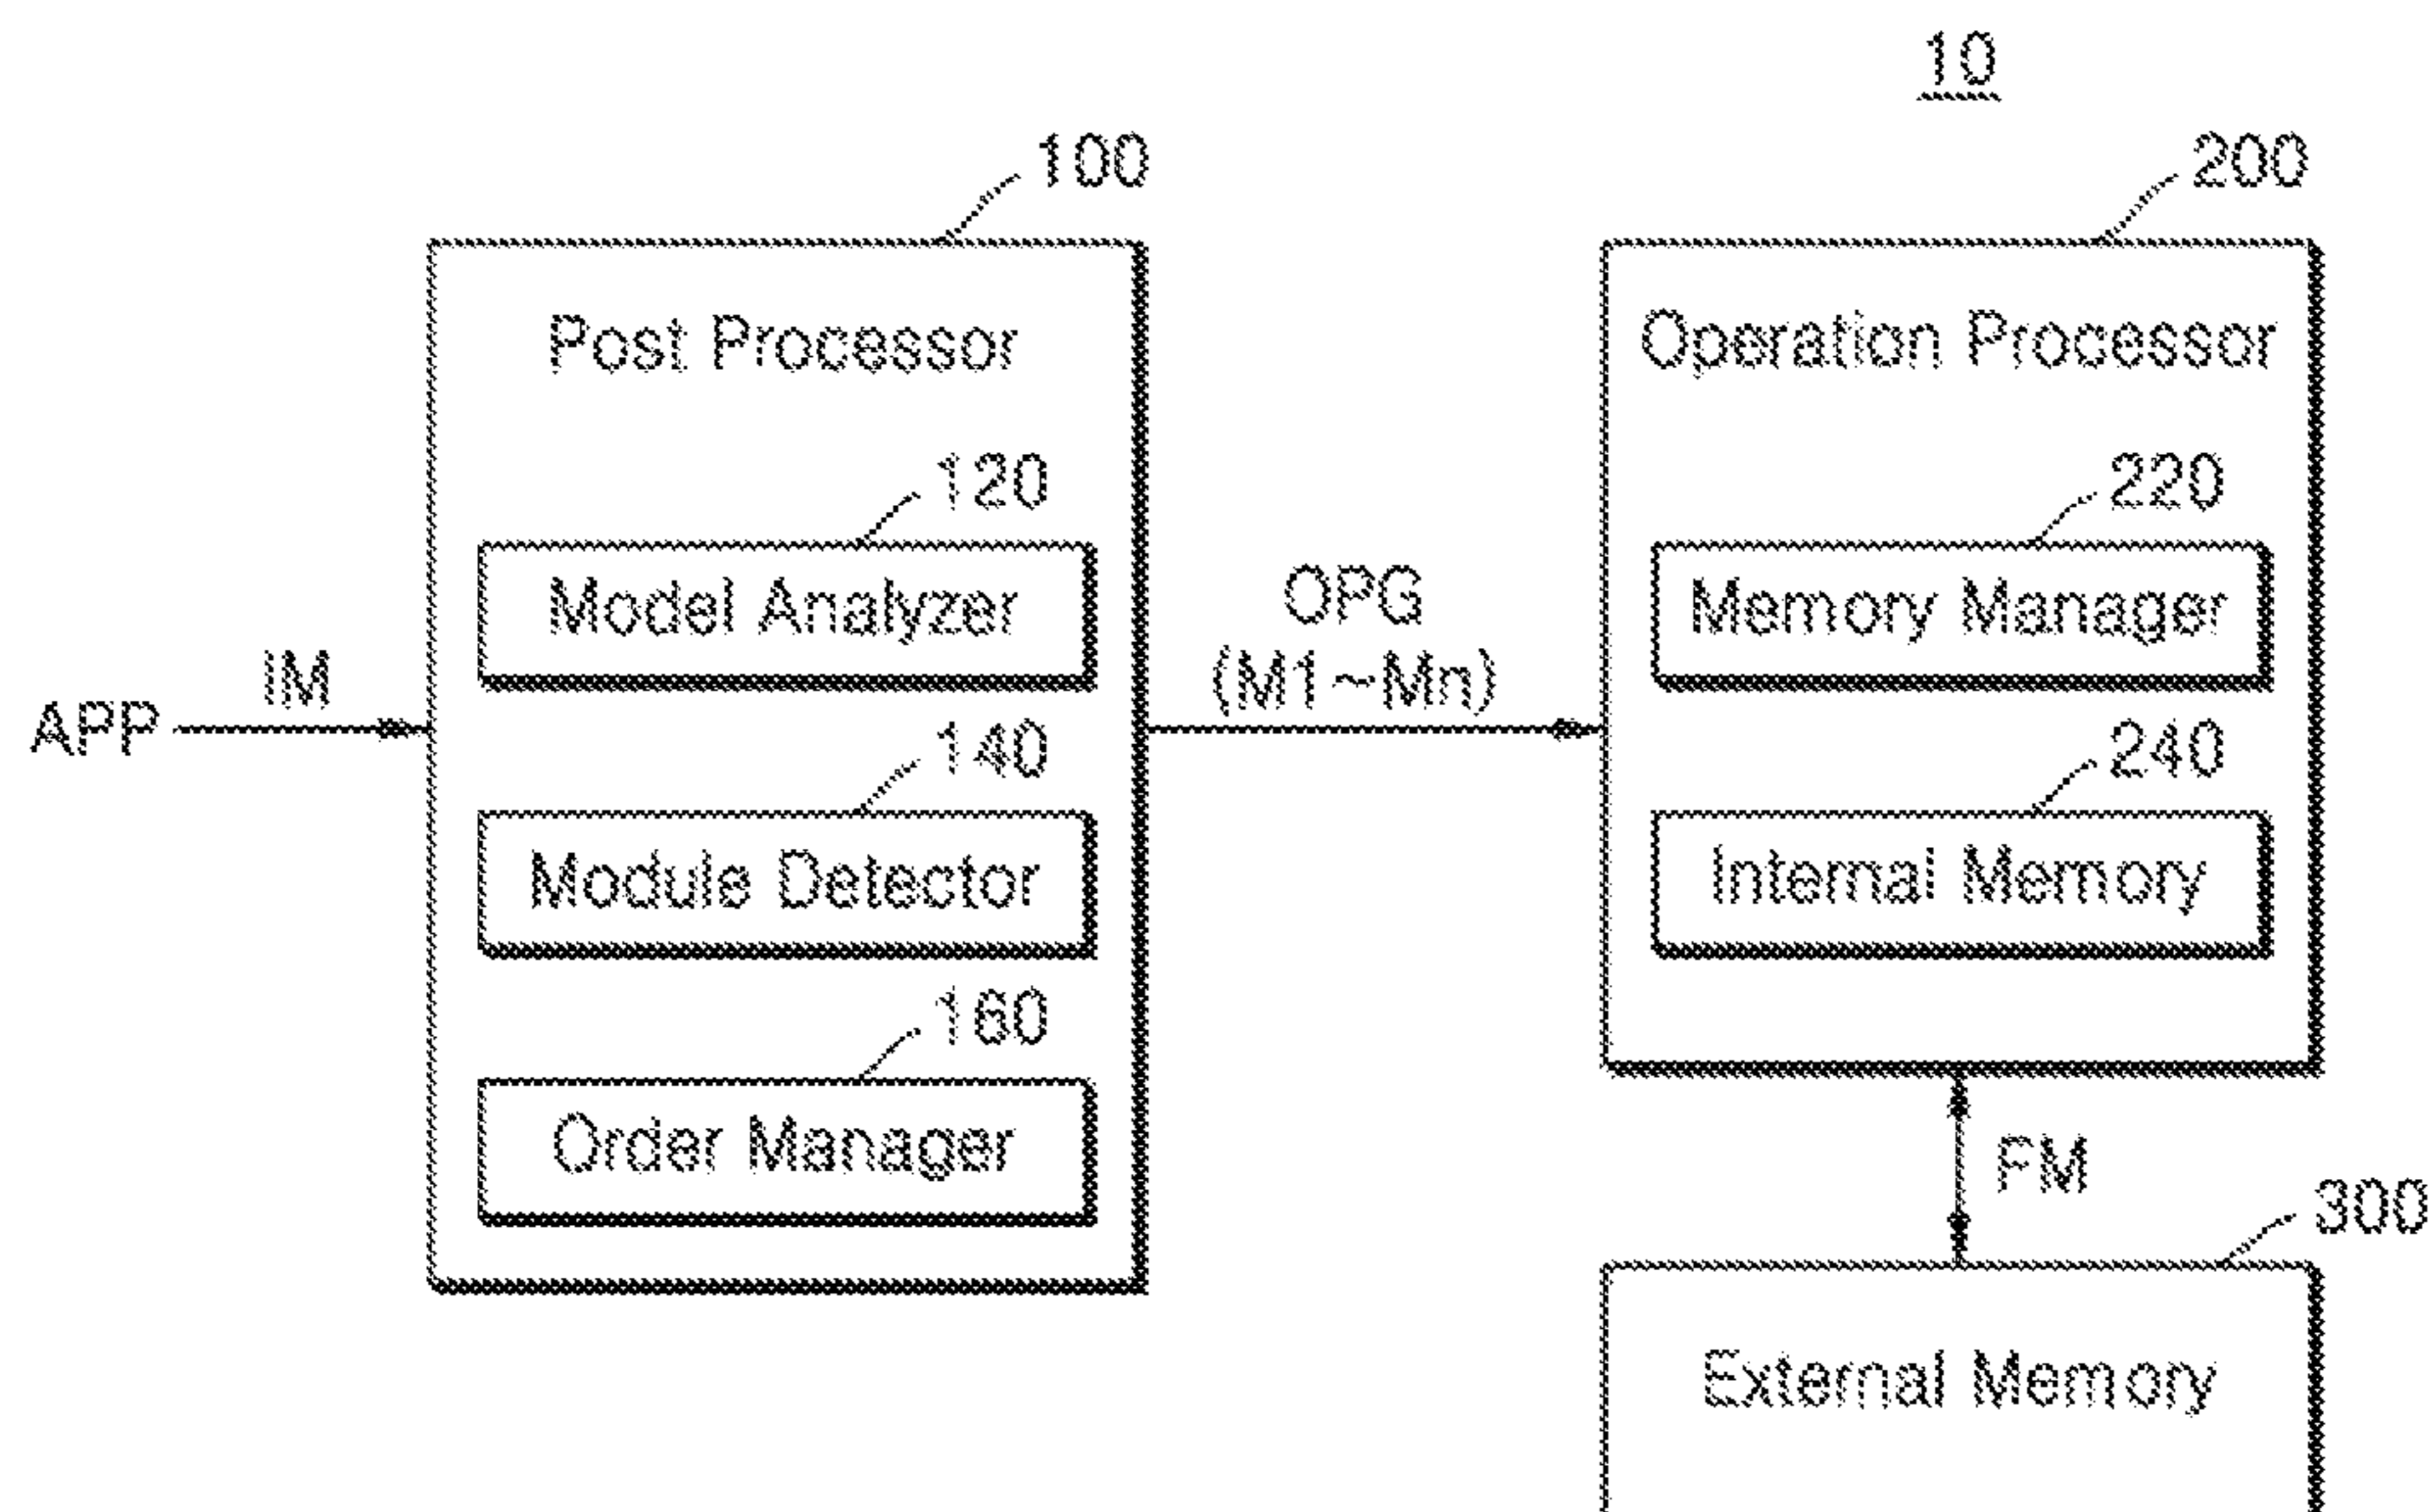 10
100
200
Post Processor
Operation Processor
120
220
Model Analyzer
Memory Manager
OPG
(M1~Mn)
IM
APP
140
240
Module Detector
Internal Memory
160
Order Manager
FM
300
External Memory